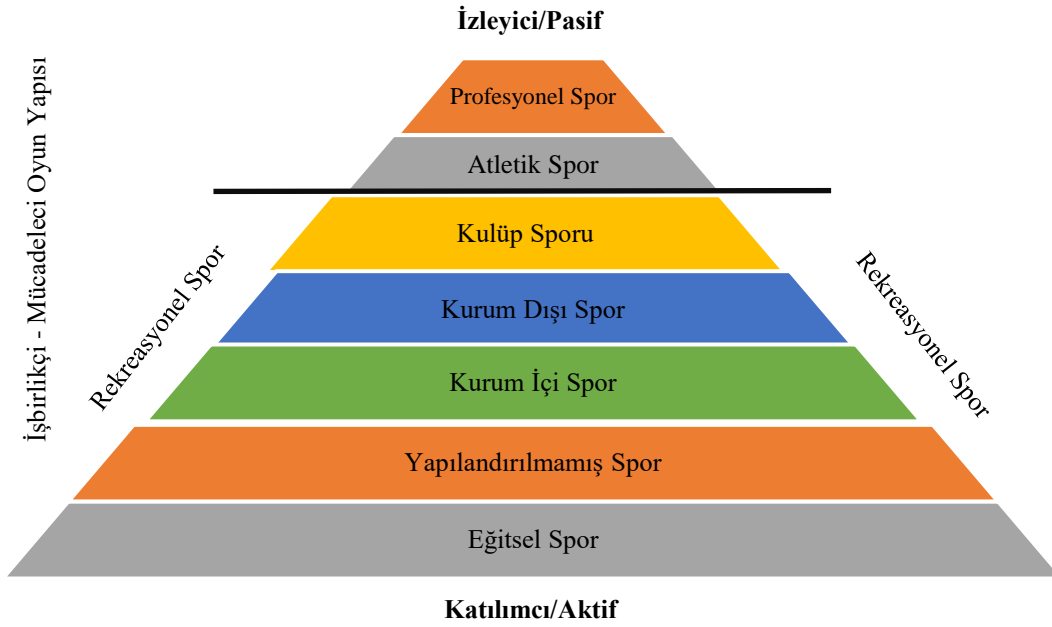 İzleyici/Pasif
İşbirlikçi - Mücadeleci Oyun Yapısı
Profesyonel Spor
Atletik Spor
Kulüp Sporu
Rekreasyonel Spor
Rekreasyonel Spor
Kurum Dışı Spor
Kurum İçi Spor
Yapılandırılmamış Spor
Eğitsel Spor
Katılımcı/Aktif